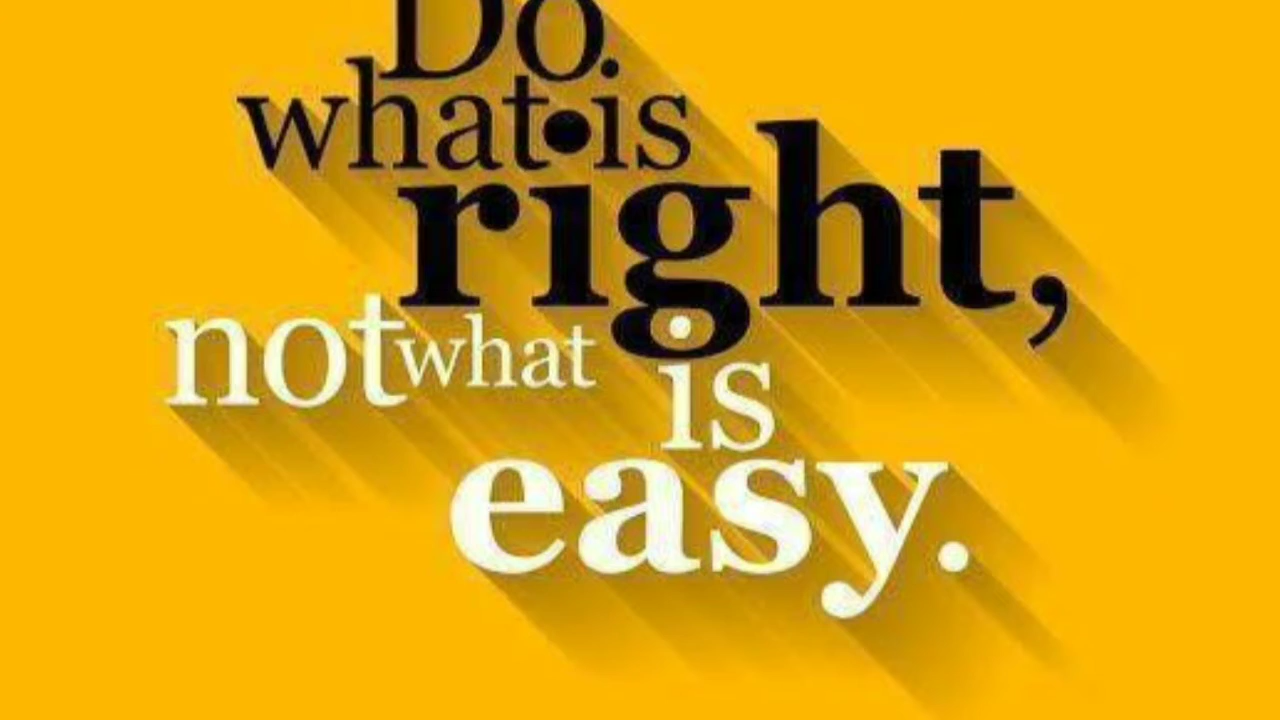 Do
what is
right,
not what
is
easy.